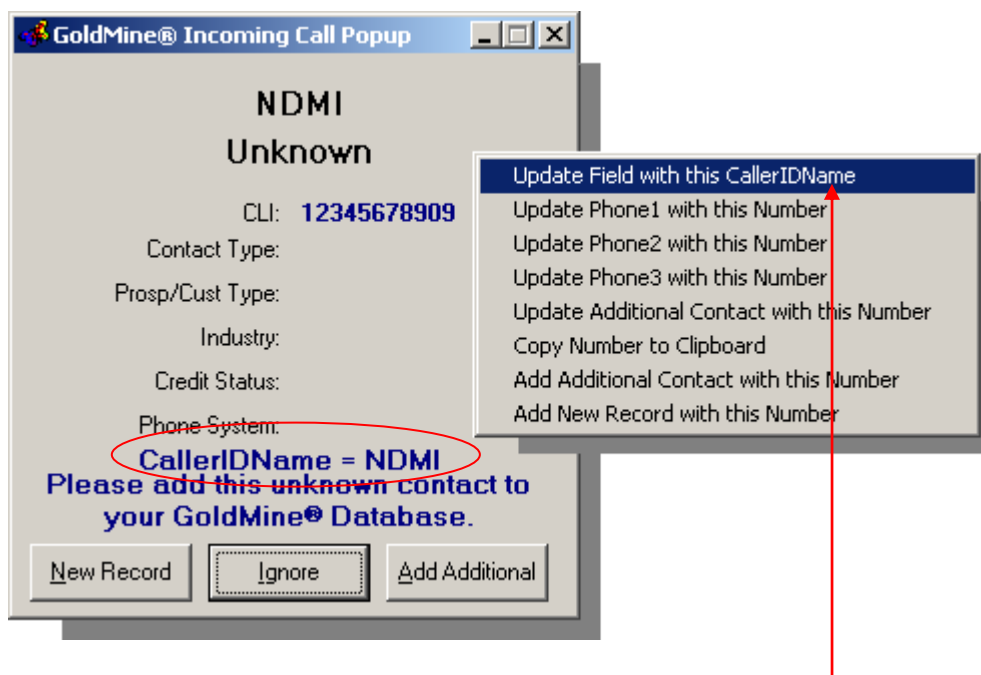 GoldMine® Incoming Call Popup
NDMI
Unknown
CLI: 12345678909
Contact Type:
Prosp/Cust Type:
Industry:
Credit Status:
Phone System:
CallerIDName = NDMI
Please add this unknown contact to
your GoldMine® Database.
New Record
Ignore
Add Additional
Update Field with this CallerIDName
Update Phone1 with this Number
Update Phone2 with this Number
Update Phone3 with this Number
Update Additional Contact with this Number
Copy Number to Clipboard
Add Additional Contact with this Number
Add New Record with this Number